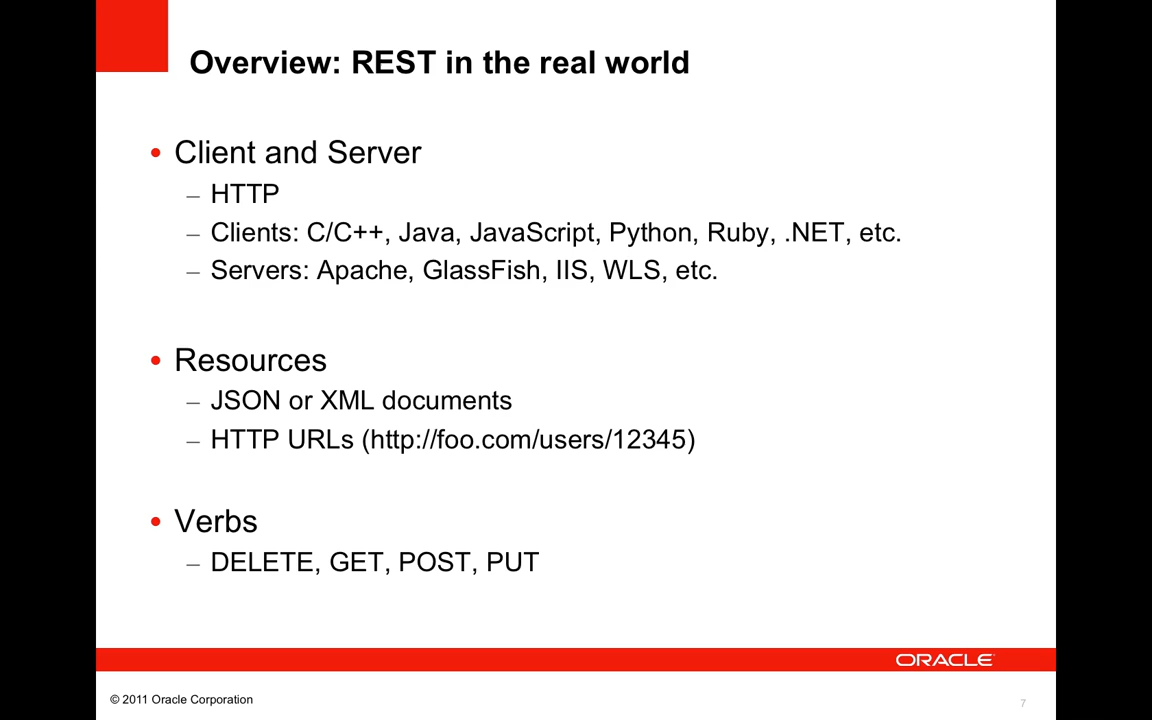 Overview: REST in the real world
• Client and Server
– HTTP
– Clients: C/C++, Java, JavaScript, Python, Ruby, .NET, etc.
– Servers: Apache, GlassFish, IIS, WLS, etc.
• Resources
– JSON or XML documents
– HTTP URLs (http://foo.com/users/12345)
• Verbs
– DELETE, GET, POST, PUT
ORACLE
© 2011 Oracle Corporation
7